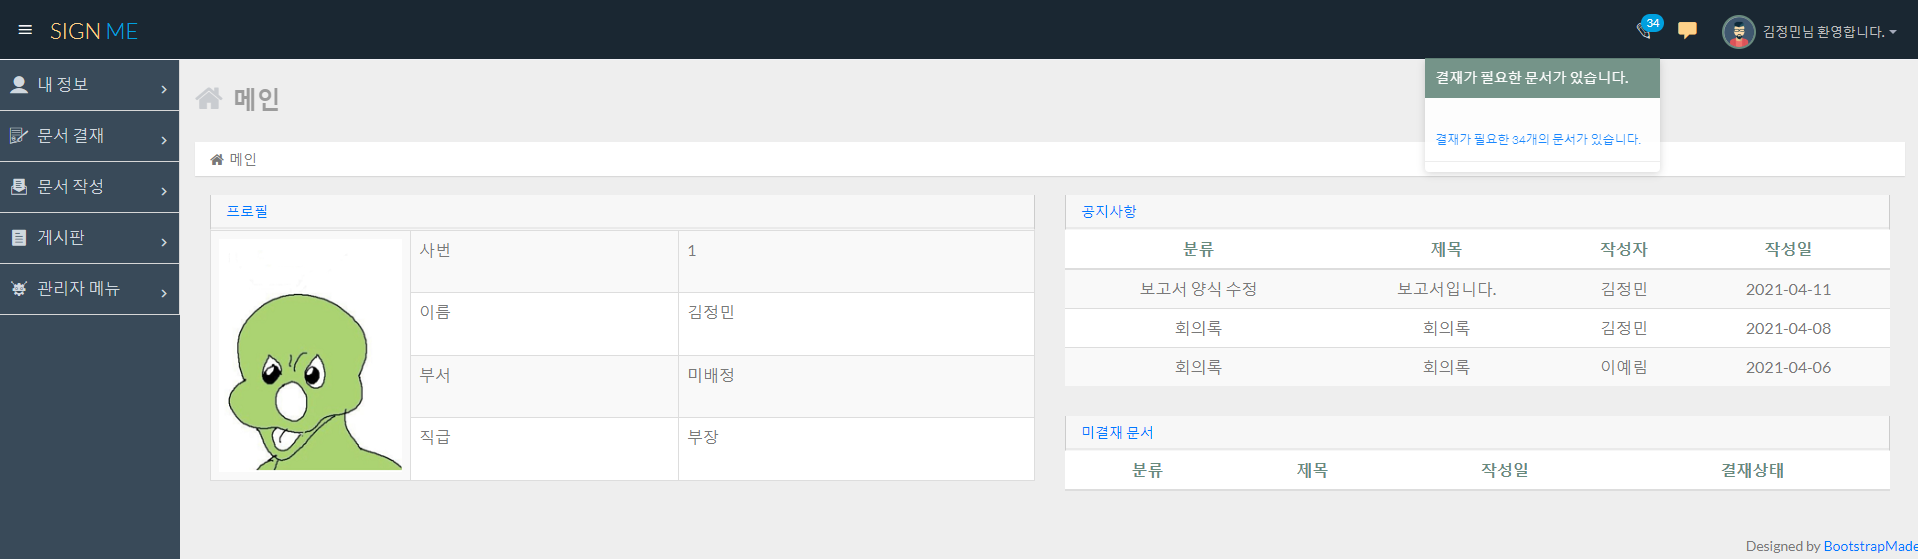 SIGN ME
34
김정민님 환영합니다.
내 정보
문서 결재
문서 작성
게시판
관리자 메뉴
메인
메인
결재가 필요한 문서가 있습니다.
결재가 필요한 34개의 문서가 있습니다.
프로필
사번 1
이름 김정민
부서 미배정
직급 부장
공지사항
분류 제목 작성자 작성일
보고서 양식 수정 보고서입니다. 김정민 2021-04-11
회의록 회의록 김정민 2021-04-08
회의록 회의록 이예림 2021-04-06
미결재 문서
분류 제목 작성일 결재상태
Designed by BootstrapMade